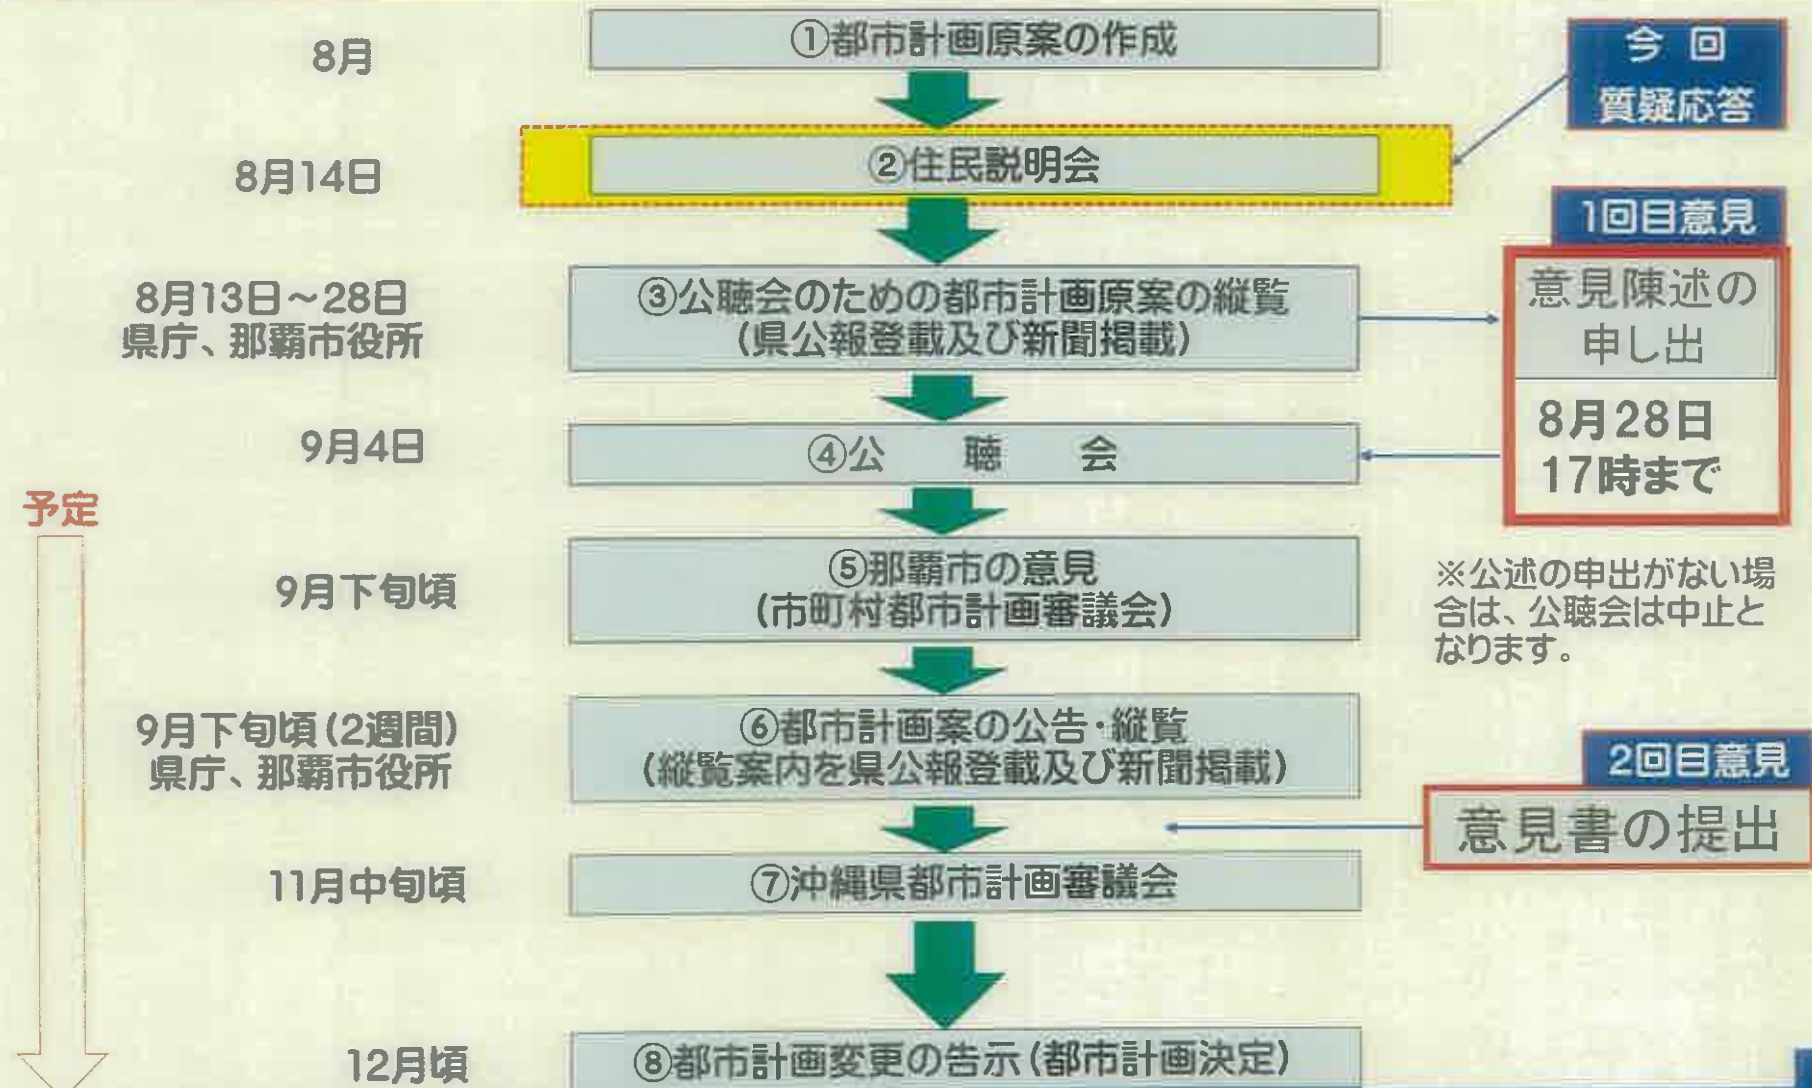 8月
①都市計画原案の作成
今 回
質疑応答
8月14日
②住民説明会
1回目意見
8月13日～28日
県庁、那覇市役所
③公聴会のための都市計画原案の縦覧
(県公報登載及び新聞掲載)
意見陳述の
申し出
8月28日
17時まで
9月4日
④公　聴　会
予定
※公述の申出がない場
合は、公聴会は中止と
なります。
9月下旬頃
⑤那覇市の意見
(市町村都市計画審議会)
9月下旬頃(2週間)
県庁、那覇市役所
⑥都市計画案の公告・縦覧
(縦覧案内を県公報登載及び新聞掲載)
2回目意見
意見書の提出
11月中旬頃
⑦沖縄県都市計画審議会
12月頃
⑧都市計画変更の告示(都市計画決定)